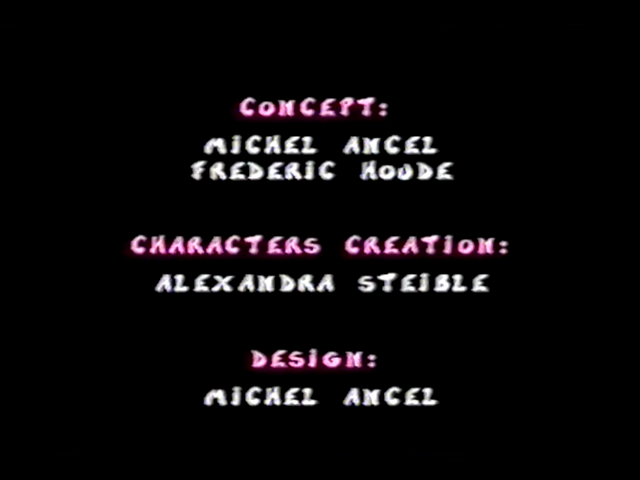 CONCEPT:
MICHEL ANCEL
FREDERIC HOUDE
CHARACTERS CREATION:
ALEXANDRA STEIBLE
DESIGN:
MICHEL ANCEL